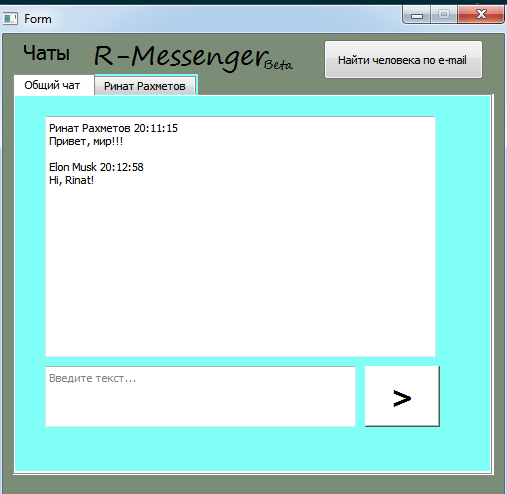 Form
Чаты
R-Messenger Beta
Найти человека по e-mail
Общий чат
Ринат Рахметов
Ринат Рахметов 20:11:15
Привет, мир!!!
Elon Musk 20:12:58
Hi, Rinat!
Введите текст...
>